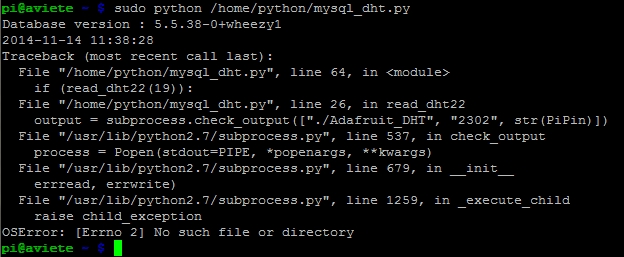 pi@aviete ~ $ sudo python /home/python/mysql_dht.py
Database version : 5.5.38-0+wheezy1
2014-11-14 11:38:28
Traceback (most recent call last):
  File "/home/python/mysql_dht.py", line 64, in <module>
    if (read_dht22(19)):
  File "/home/python/mysql_dht.py", line 26, in read_dht22
    output = subprocess.check_output(["./Adafruit_DHT", "2302", str(PiPin)])
  File "/usr/lib/python2.7/subprocess.py", line 537, in check_output
    process = Popen(stdout=PIPE, *popenargs, **kwargs)
  File "/usr/lib/python2.7/subprocess.py", line 679, in __init__
    errread, errwrite)
  File "/usr/lib/python2.7/subprocess.py", line 1259, in _execute_child
    raise child_exception
OSError: [Errno 2] No such file or directory
pi@aviete ~ $